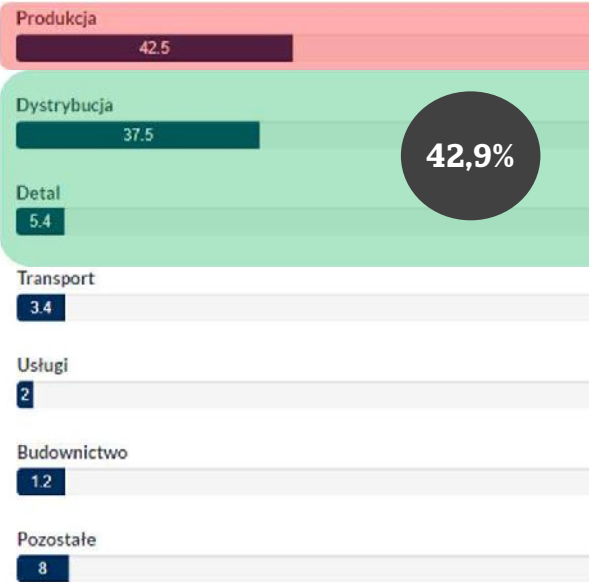 Produkcja
42.5
Dystrybucja
37.5
42,9%
Detal
5.4
Transport
3.4
Usługi
2
Budownictwo
1.2
Pozostałe
8